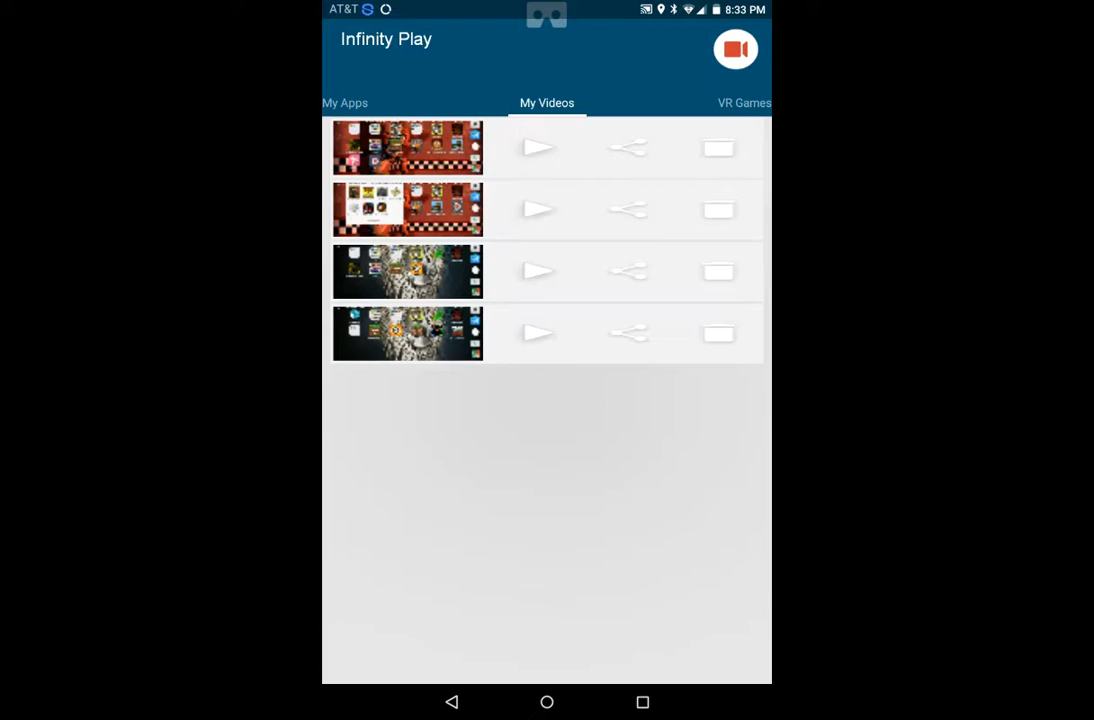 AT&T
8:33 PM
Infinity Play
My Apps
My Videos
VR Games